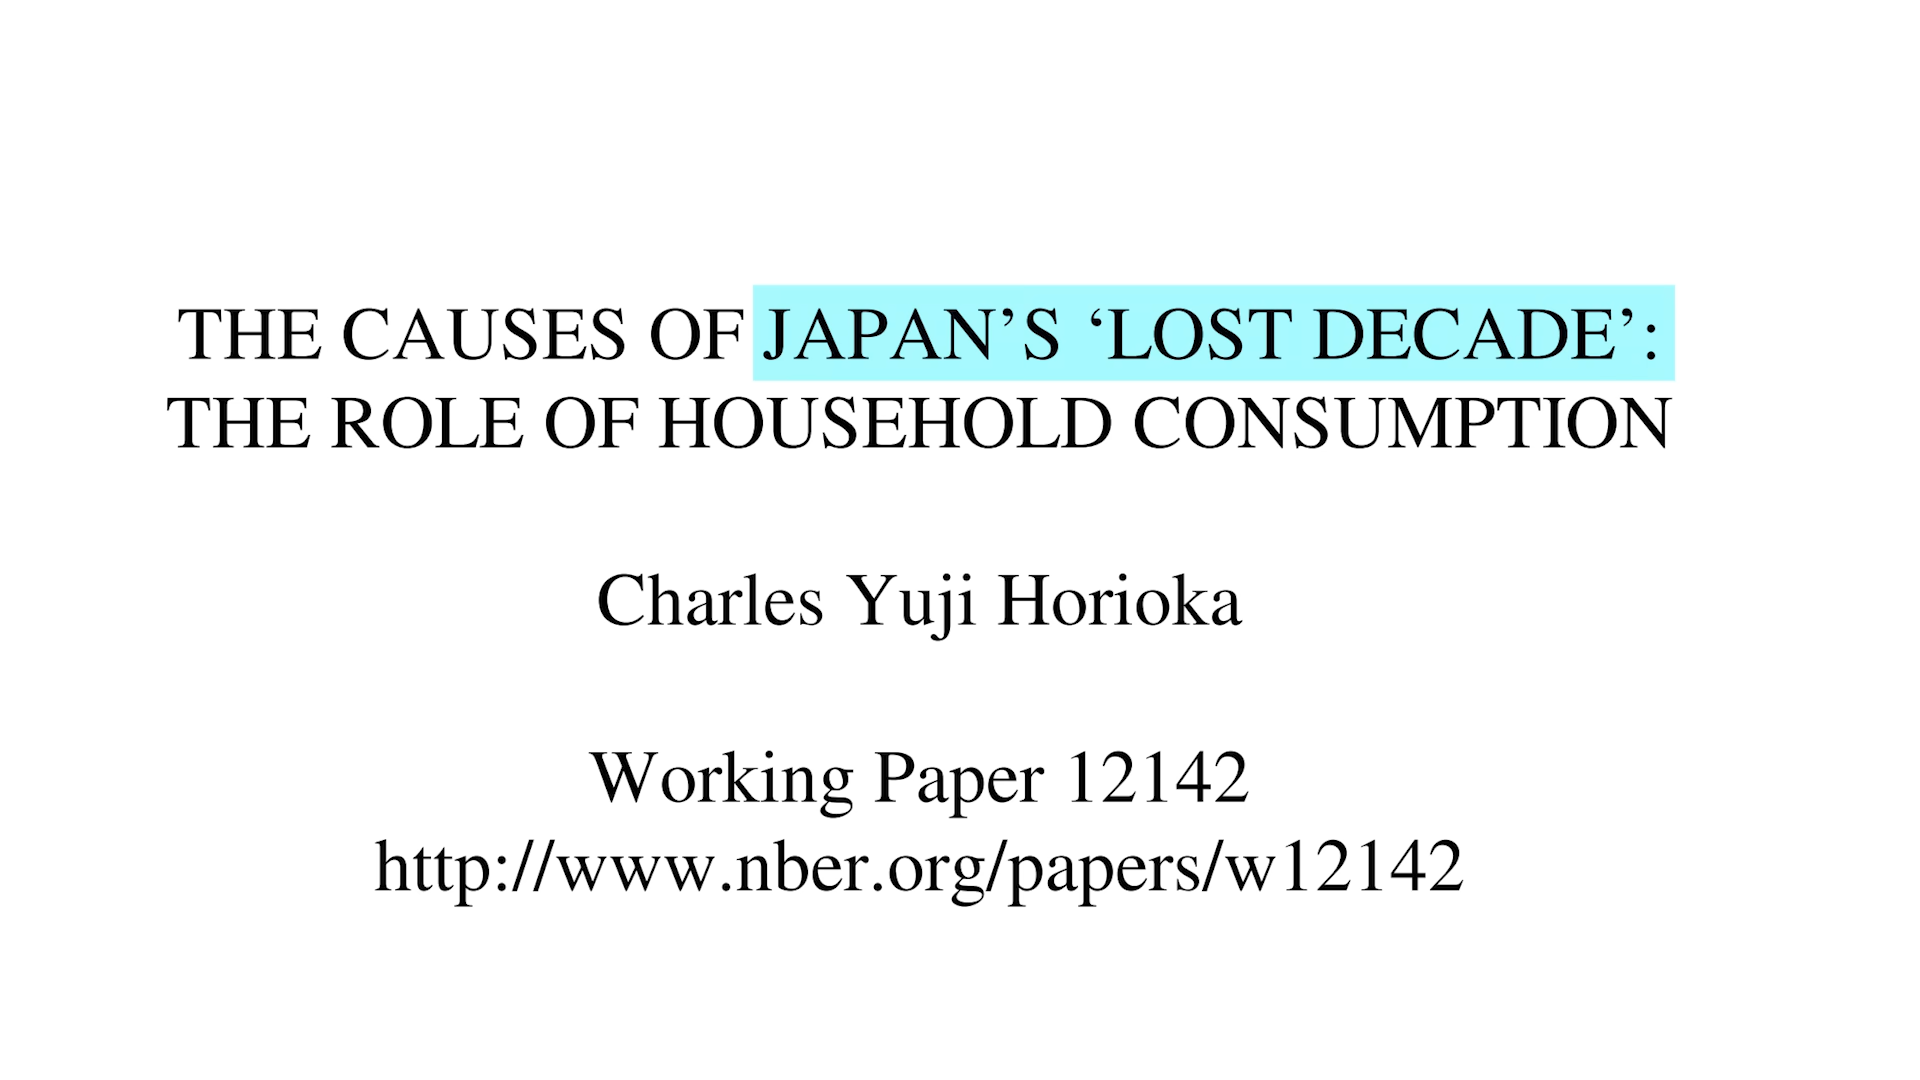 THE CAUSES OF JAPAN’S ‘LOST DECADE’:
THE ROLE OF HOUSEHOLD CONSUMPTION
Charles Yuji Horioka
Working Paper 12142
http://www.nber.org/papers/w12142